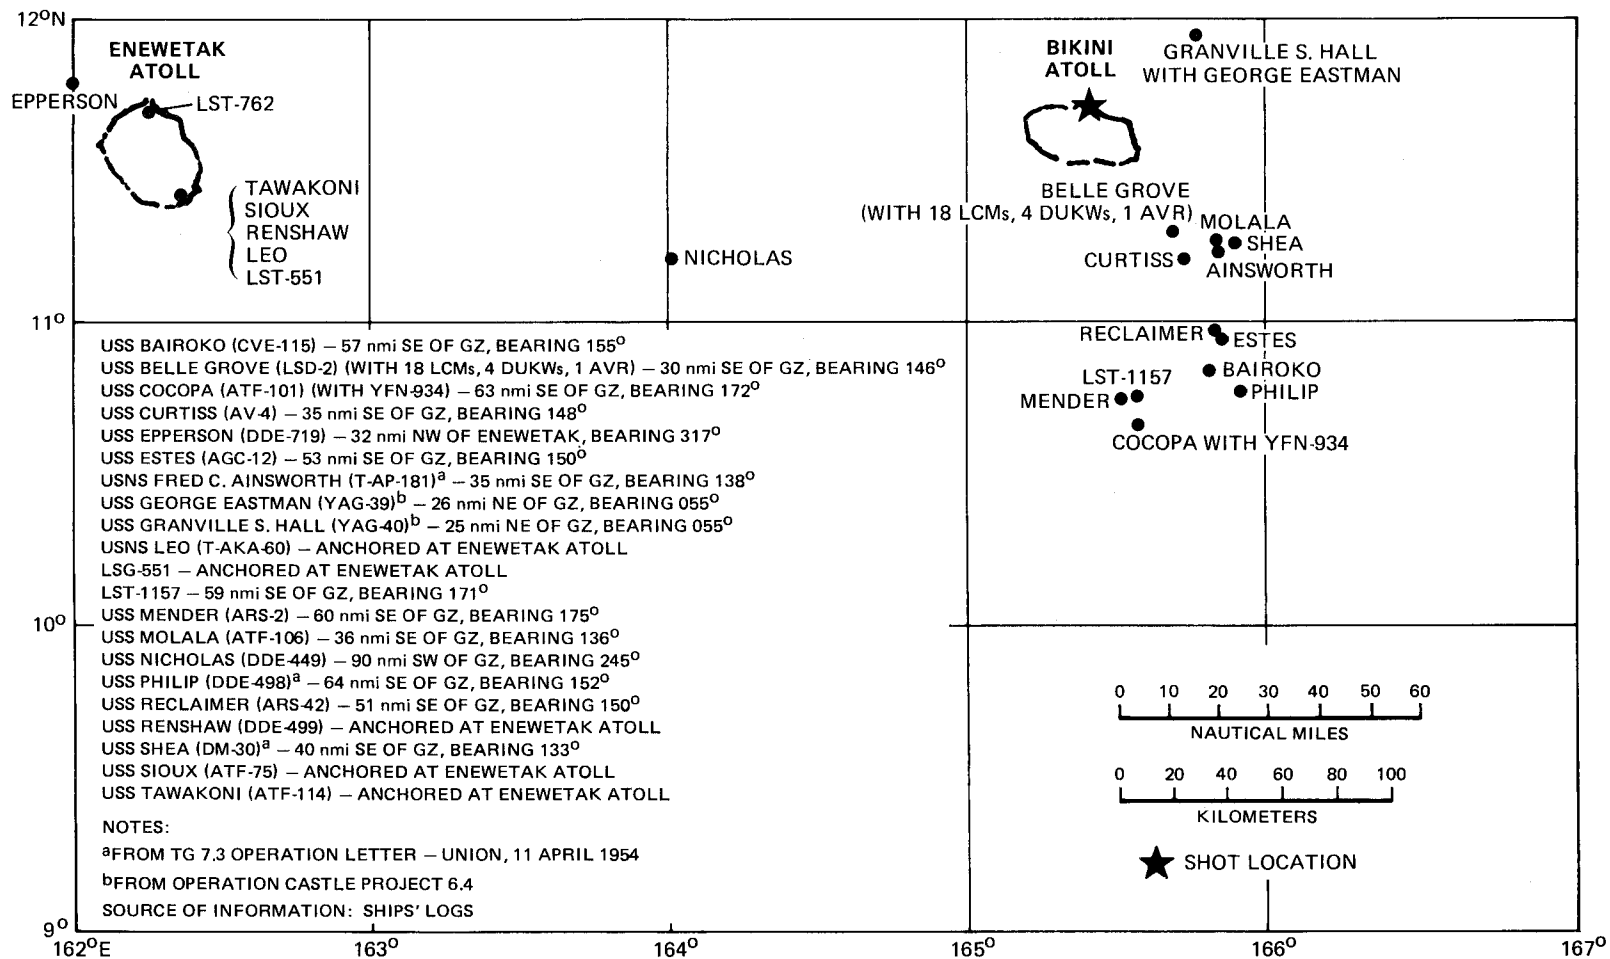 12°N
ENEWETAK
ATOLL
EPPERSON
LST-762
TAWAKONI
SIOUX
RENSHAW
LEO
LST-551
NICHOLAS
BIKINI
ATOLL
GRANVILLE S. HALL
WITH GEORGE EASTMAN
BELLE GROVE
(WITH 18 LCMs, 4 DUKWs, 1 AVR)
MOLALA
SHEA
CURTISS
AINSWORTH
11°
RECLAIMER
ESTES
BAIROKO
LST-1157
PHILIP
MENDER
COCOPA WITH YFN-934
USS BAIROKO (CVE-115) — 57 nmi SE OF GZ, BEARING 155°
USS BELLE GROVE (LSD-2) (WITH 18 LCMs, 4 DUKWs, 1 AVR) — 30 nmi SE OF GZ, BEARING 146°
USS COCOPA (ATF-101) (WITH YFN-934) — 63 nmi SE OF GZ, BEARING 172°
USS CURTISS (AV-4) — 35 nmi SE OF GZ, BEARING 148°
USS EPPERSON (DDE-719) — 32 nmi NW OF ENEWETAK, BEARING 317°
USS ESTES (AGC-12) — 53 nmi SE OF GZ, BEARING 150°
USNS FRED C. AINSWORTH (T-AP-181)a — 35 nmi SE OF GZ, BEARING 138°
USS GEORGE EASTMAN (YAG-39)b — 26 nmi NE OF GZ, BEARING 055°
USS GRANVILLE S. HALL (YAG-40)b — 25 nmi NE OF GZ, BEARING 055°
USNS LEO (T-AKA-60) — ANCHORED AT ENEWETAK ATOLL
LSG-551 — ANCHORED AT ENEWETAK ATOLL
LST-1157 — 59 nmi SE OF GZ, BEARING 171°
USS MENDER (ARS-2) — 60 nmi SE OF GZ, BEARING 175°
USS MOLALA (ATF-106) — 36 nmi SE OF GZ, BEARING 136°
USS NICHOLAS (DDE-449) — 90 nmi SW OF GZ, BEARING 245°
USS PHILIP (DDE-498)a — 64 nmi SE OF GZ, BEARING 152°
USS RECLAIMER (ARS-42) — 51 nmi SE OF GZ, BEARING 150°
USS RENSHAW (DDE-499) — ANCHORED AT ENEWETAK ATOLL
USS SHEA (DM-30)a — 40 nmi SE OF GZ, BEARING 133°
USS SIOUX (ATF-75) — ANCHORED AT ENEWETAK ATOLL
USS TAWAKONI (ATF-114) — ANCHORED AT ENEWETAK ATOLL
NOTES:
aFROM TG 7.3 OPERATION LETTER — UNION, 11 APRIL 1954
bFROM OPERATION CASTLE PROJECT 6.4
SOURCE OF INFORMATION: SHIPS' LOGS
10°
0 10 20 30 40 50 60
NAUTICAL MILES
0 20 40 60 80 100
KILOMETERS
SHOT LOCATION
9°
162°E 163° 164° 165° 166° 167°